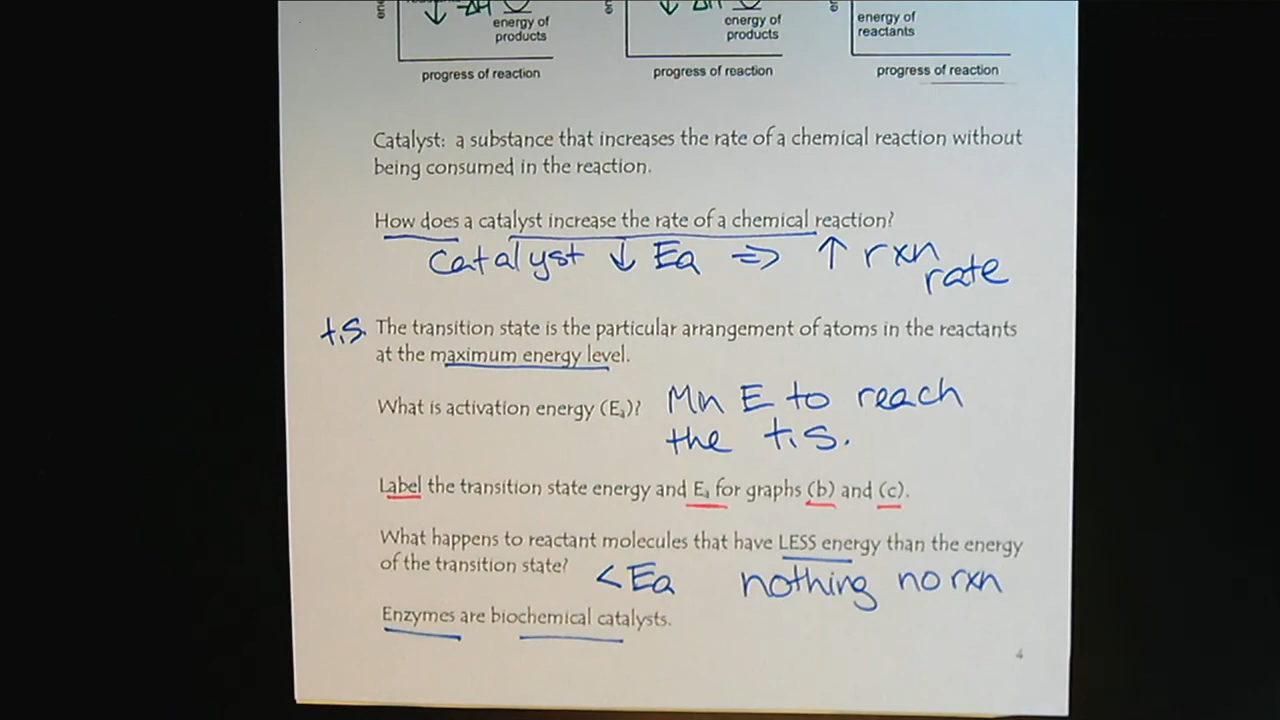 -ΔH
energy of
products
progress of reaction
ΔH
energy of
products
progress of reaction
energy of
reactants
progress of reaction
Catalyst: a substance that increases the rate of a chemical reaction without
being consumed in the reaction.
How does a catalyst increase the rate of a chemical reaction?
Catalyst ↓ Ea ⇒ ↑ rxn
rate
t.s. The transition state is the particular arrangement of atoms in the reactants
at the maximum energy level.
What is activation energy (Ea)? Mn E to reach
the t.s.
Label the transition state energy and Ea for graphs (b) and (c).
What happens to reactant molecules that have LESS energy than the energy
of the transition state? <Ea nothing no rxn
Enzymes are biochemical catalysts.
4